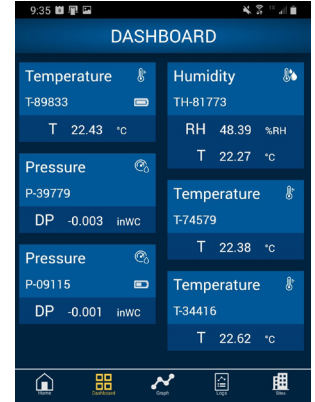 9:35
DASHBOARD
Temperature
T-89833
T 22.43 °C
Pressure
P-39779
DP -0.003 inWC
Pressure
P-09115
DP -0.001 inWC
Humidity
TH-81773
RH 48.39 %RH
T 22.27 °C
Temperature
T-74579
T 22.38 °C
Temperature
T-34416
T 22.62 °C
Home Dashboard Graph Logs Sites